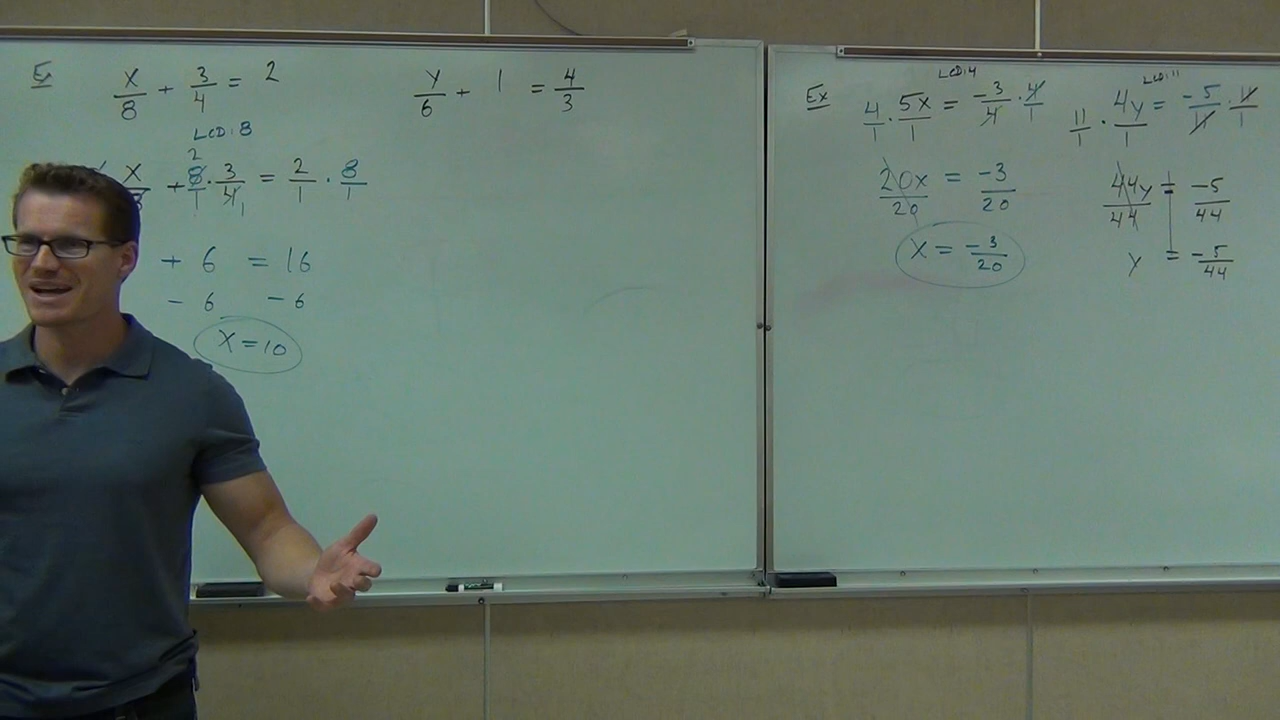 Ex x/8 + 3/4 = 2
LCD: 8
x + 8/1 · 3/4 = 2/1 · 8/1
2 1
+ 6 = 16
- 6 - 6
x = 10
y/6 + 1 = 4/3
Ex LCD: 4
4/1 · 5x/1 = -3/4 · 4/1
20x/20 = -3/20
x = -3/20
LCD: 11
11/1 · 4y/1 = -5/11 · 11/1
44y/44 = -5/44
y = -5/44